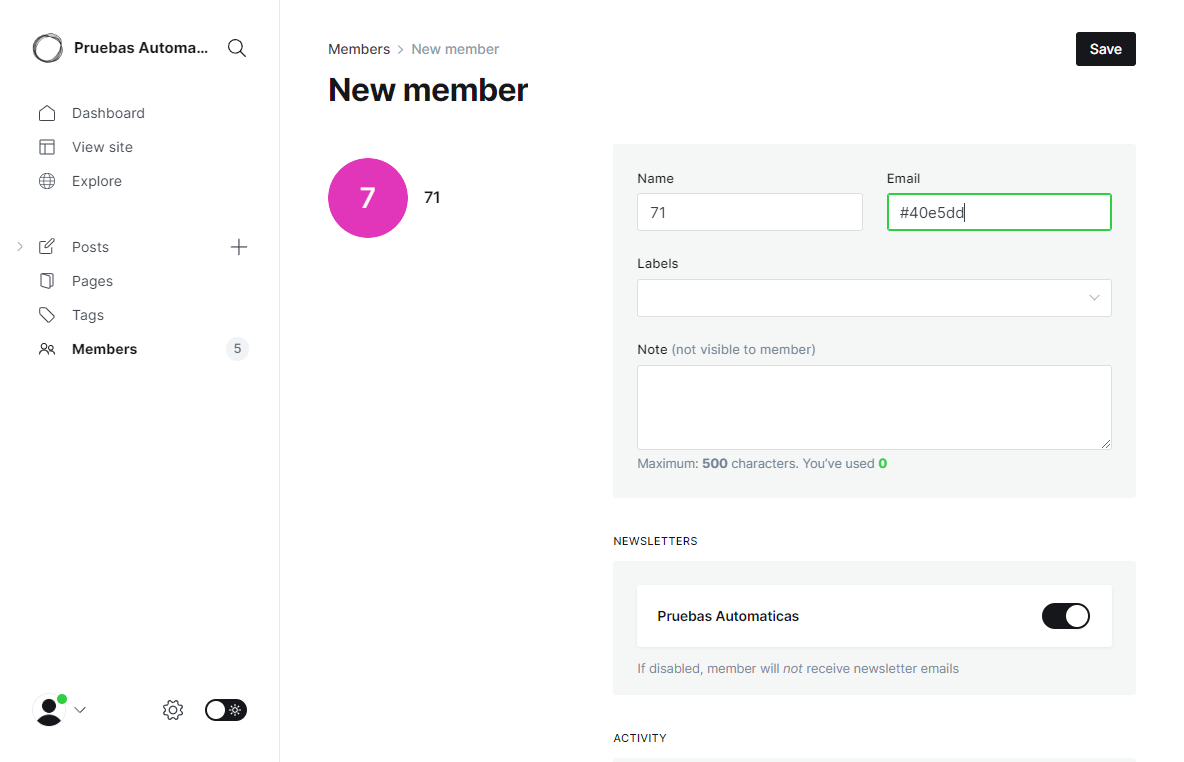 Pruebas Automa...
Dashboard
View site
Explore
Posts
Pages
Tags
Members 5
Members > New member
Save
New member
7 71
Name
Email
71
#40e5dd
Labels
Note (not visible to member)
Maximum: 500 characters. You’ve used 0
NEWSLETTERS
Pruebas Automaticas
If disabled, member will not receive newsletter emails
ACTIVITY